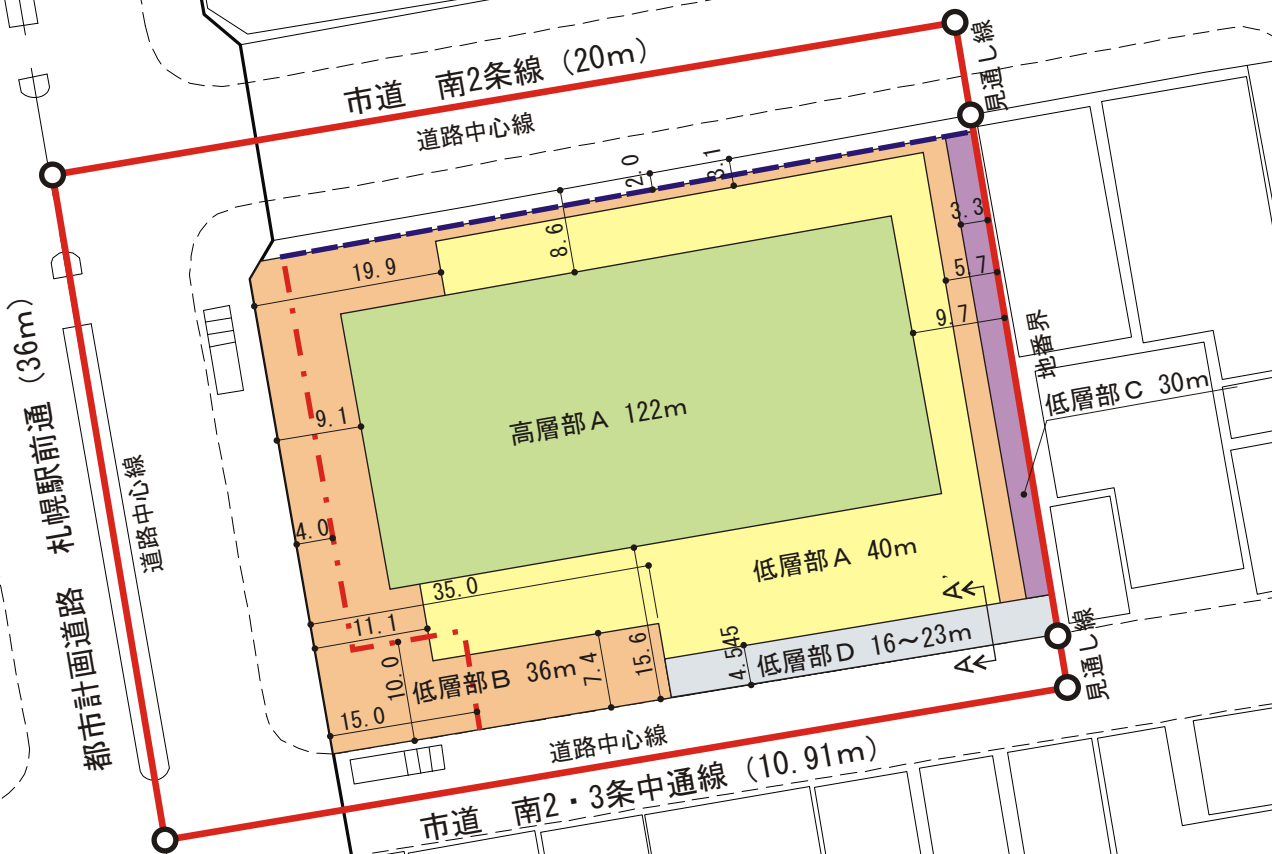 市道　南2条線（20m）
見通し線
道路中心線
2.0
3.1
8.6
3.3
19.9
5.7
9.7
地番界
都市計画道路　札幌駅前通（36m）
低層部C 30m
高層部A 122m
9.1
道路中心線
4.0
低層部A 40m
35.0
A'
11.1
15.6
4.545
低層部D 16～23m
A
見通し線
10.0
低層部B 36m
7.4
15.0
道路中心線
市道　南2・3条中通線（10.91m）